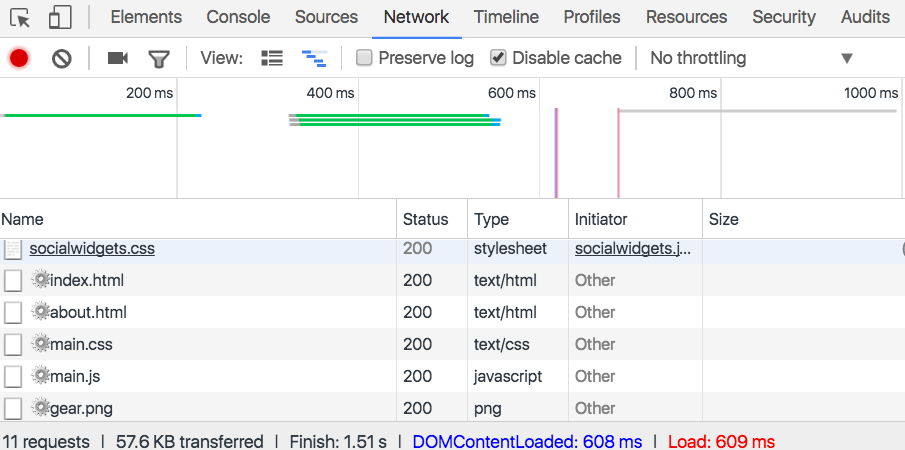 Elements Console Sources Network Timeline Profiles Resources Security Audits
View: Preserve log Disable cache No throttling
200 ms 400 ms 600 ms 800 ms 1000 ms
Name Status Type Initiator Size
socialwidgets.css 200 stylesheet socialwidgets.j...
index.html 200 text/html Other
about.html 200 text/html Other
main.css 200 text/css Other
main.js 200 javascript Other
gear.png 200 png Other
11 requests | 57.6 KB transferred | Finish: 1.51 s | DOMContentLoaded: 608 ms | Load: 609 ms